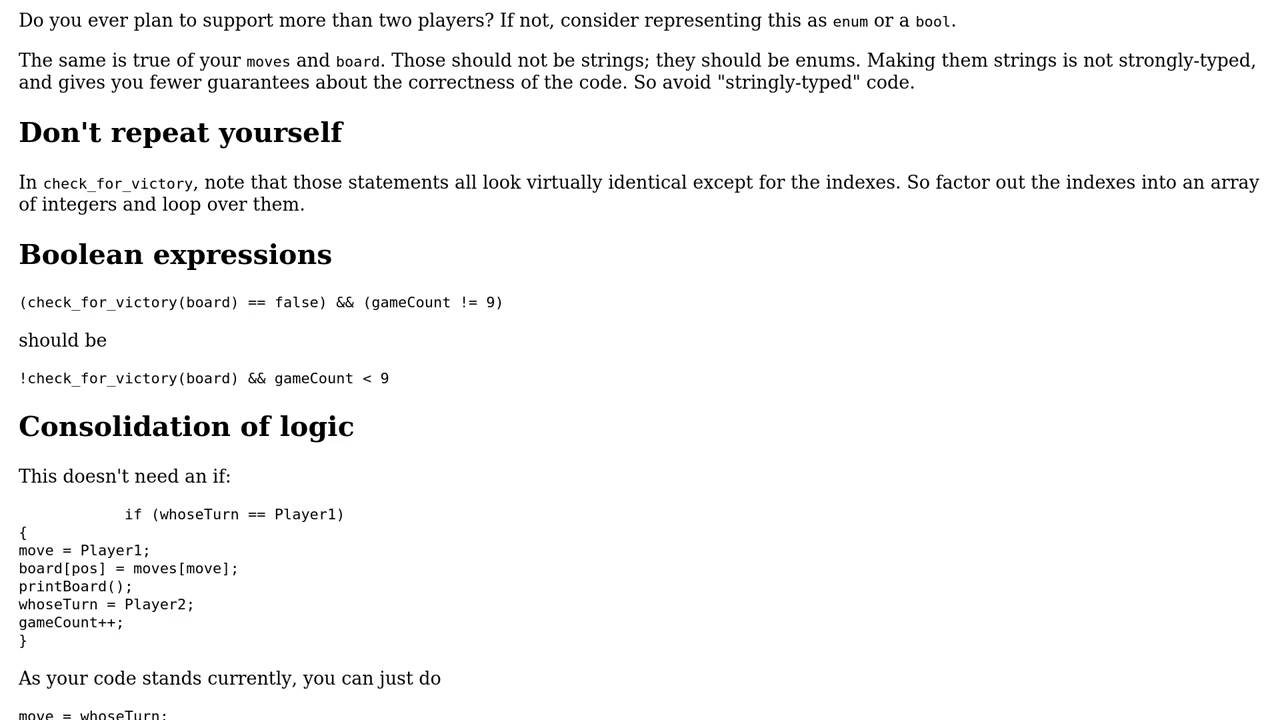 Do you ever plan to support more than two players? If not, consider representing this as enum or a bool.
The same is true of your moves and board. Those should not be strings; they should be enums. Making them strings is not strongly-typed,
and gives you fewer guarantees about the correctness of the code. So avoid "stringly-typed" code.
Don't repeat yourself
In check_for_victory, note that those statements all look virtually identical except for the indexes. So factor out the indexes into an array
of integers and loop over them.
Boolean expressions
(check_for_victory(board) == false) && (gameCount != 9)
should be
!check_for_victory(board) && gameCount < 9
Consolidation of logic
This doesn't need an if:
            if (whoseTurn == Player1)
{
move = Player1;
board[pos] = moves[move];
printBoard();
whoseTurn = Player2;
gameCount++;
}
As your code stands currently, you can just do
move = whoseTurn;